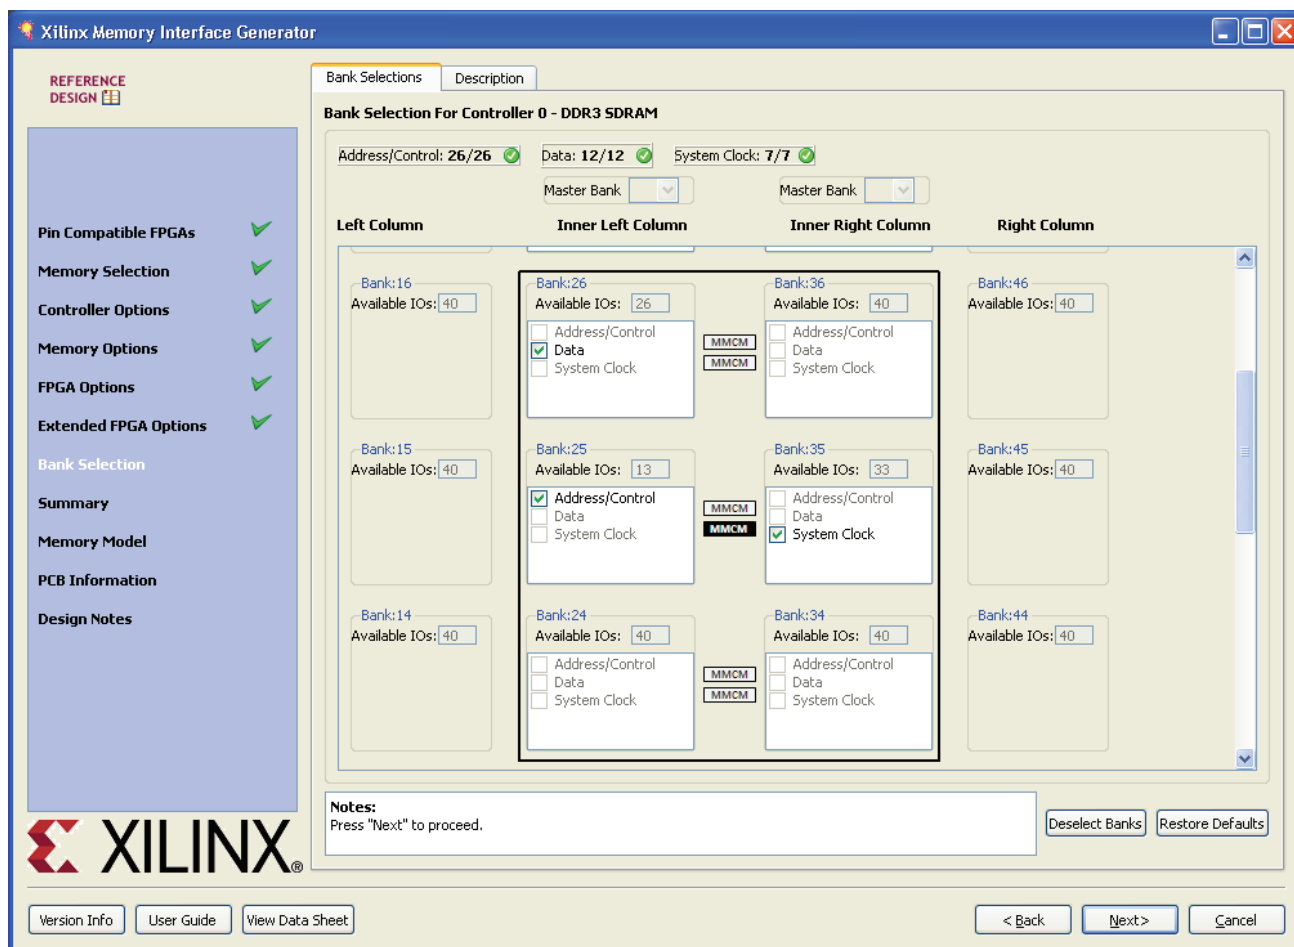 Xilinx Memory Interface Generator
REFERENCE
DESIGN
Pin Compatible FPGAs
Memory Selection
Controller Options
Memory Options
FPGA Options
Extended FPGA Options
Bank Selection
Summary
Memory Model
PCB Information
Design Notes
XILINX®
Bank Selections Description
Bank Selection For Controller 0 - DDR3 SDRAM
Address/Control: 26/26 Data: 12/12 System Clock: 7/7
Master Bank Master Bank
Left Column Inner Left Column Inner Right Column Right Column
Bank:16 Bank:26 Bank:36 Bank:46
Available IOs: 40 Available IOs: 26 Available IOs: 40 Available IOs: 40
Address/Control Address/Control
MMCM
Data Data
MMCM
System Clock System Clock
Bank:15 Bank:25 Bank:35 Bank:45
Available IOs: 40 Available IOs: 13 Available IOs: 33 Available IOs: 40
Address/Control Address/Control
MMCM
Data Data
MMCM
System Clock System Clock
Bank:14 Bank:24 Bank:34 Bank:44
Available IOs: 40 Available IOs: 40 Available IOs: 40 Available IOs: 40
Address/Control Address/Control
MMCM
Data Data
MMCM
System Clock System Clock
Notes:
Press "Next" to proceed.
Deselect Banks Restore Defaults
Version Info User Guide View Data Sheet < Back Next> Cancel